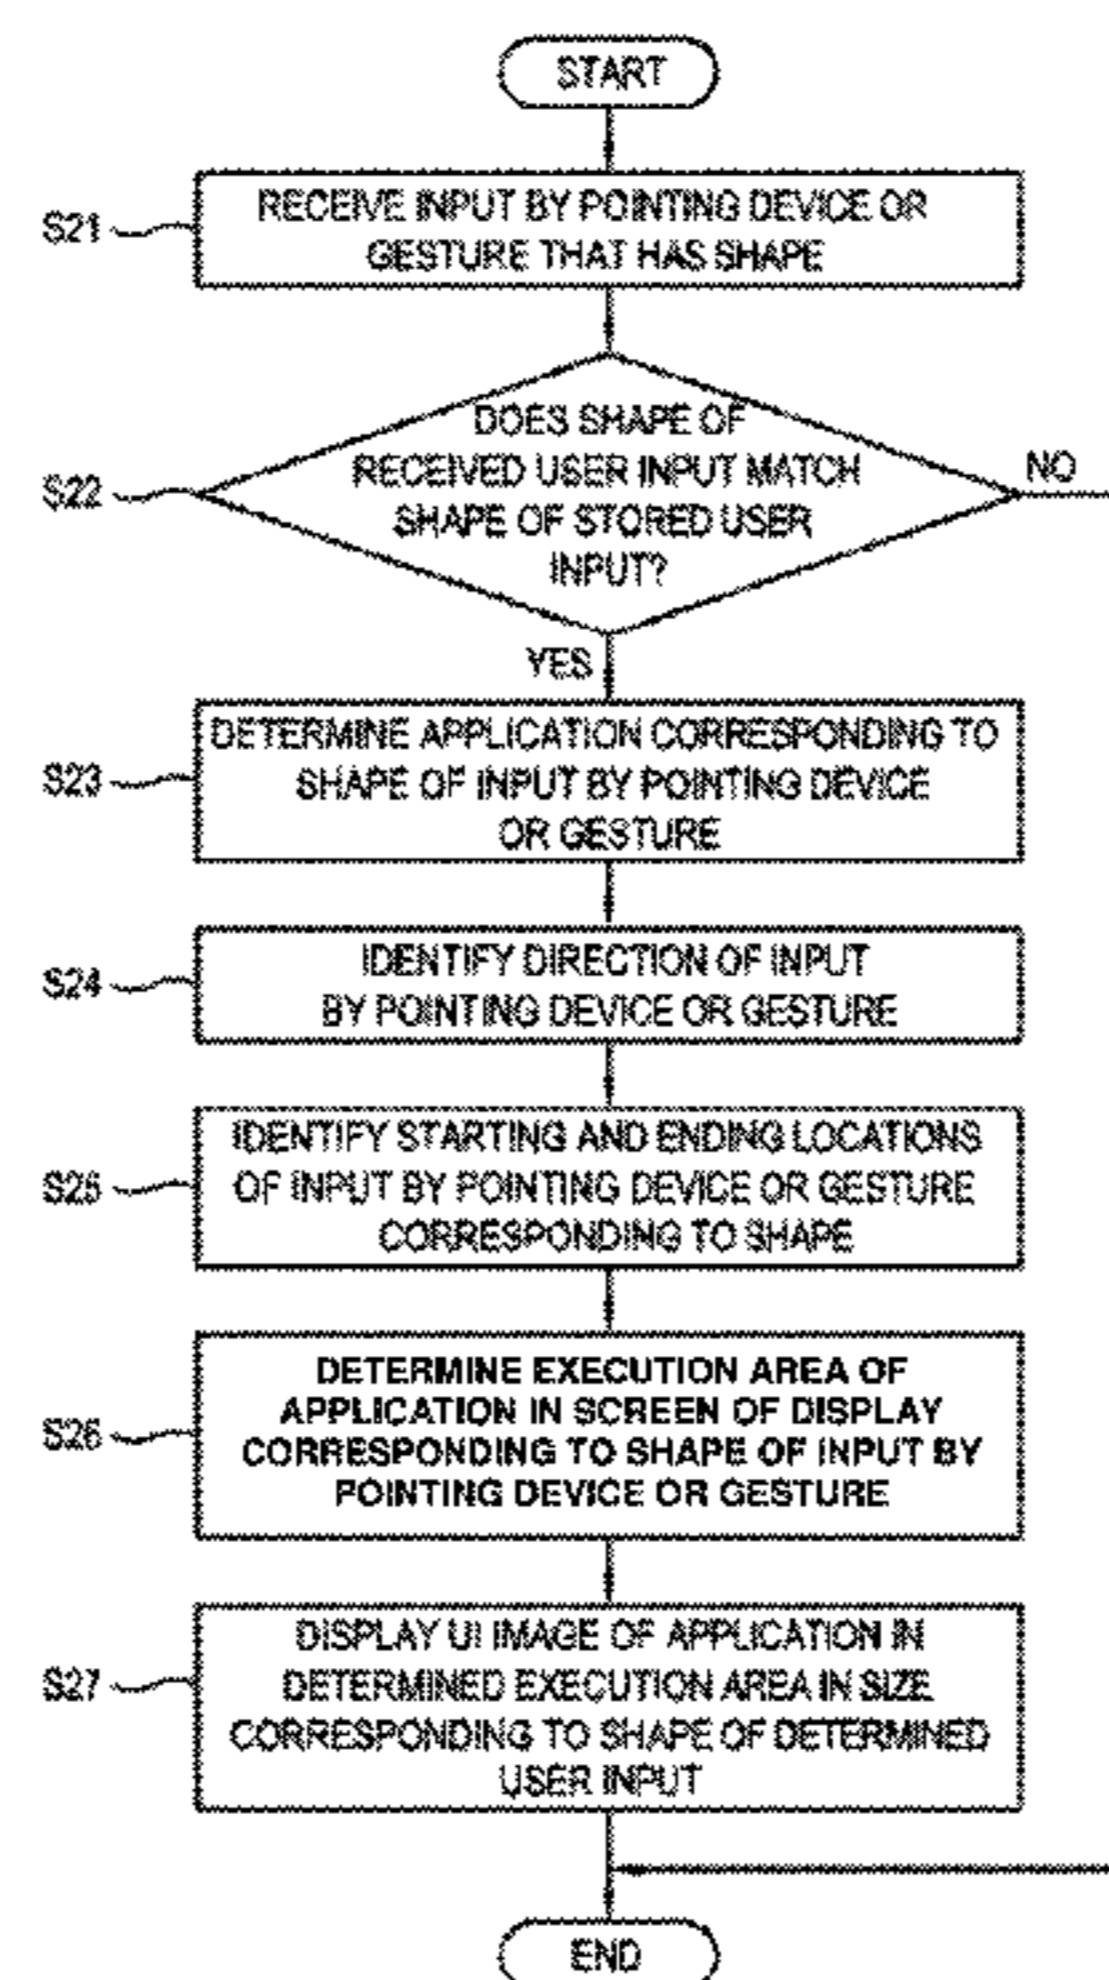 START
S21
RECEIVE INPUT BY POINTING DEVICE OR
GESTURE THAT HAS SHAPE
S22
DOES SHAPE OF
RECEIVED USER INPUT MATCH
SHAPE OF STORED USER
INPUT?
NO
YES
S23
DETERMINE APPLICATION CORRESPONDING TO
SHAPE OF INPUT BY POINTING DEVICE
OR GESTURE
S24
IDENTIFY DIRECTION OF INPUT
BY POINTING DEVICE OR GESTURE
S25
IDENTIFY STARTING AND ENDING LOCATIONS
OF INPUT BY POINTING DEVICE OR GESTURE
CORRESPONDING TO SHAPE
S26
DETERMINE EXECUTION AREA OF
APPLICATION IN SCREEN OF DISPLAY
CORRESPONDING TO SHAPE OF INPUT BY
POINTING DEVICE OR GESTURE
S27
DISPLAY UI IMAGE OF APPLICATION IN
DETERMINED EXECUTION AREA IN SIZE
CORRESPONDING TO SHAPE OF DETERMINED
USER INPUT
END